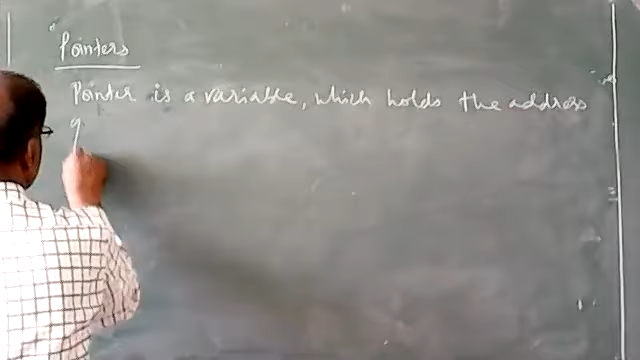 Pointers
Pointer is a variable, which holds the address